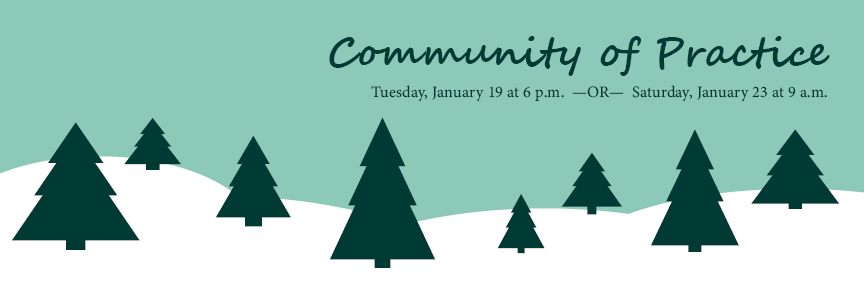 Community of Practice
Tuesday, January 19 at 6 p.m. —OR— Saturday, January 23 at 9 a.m.